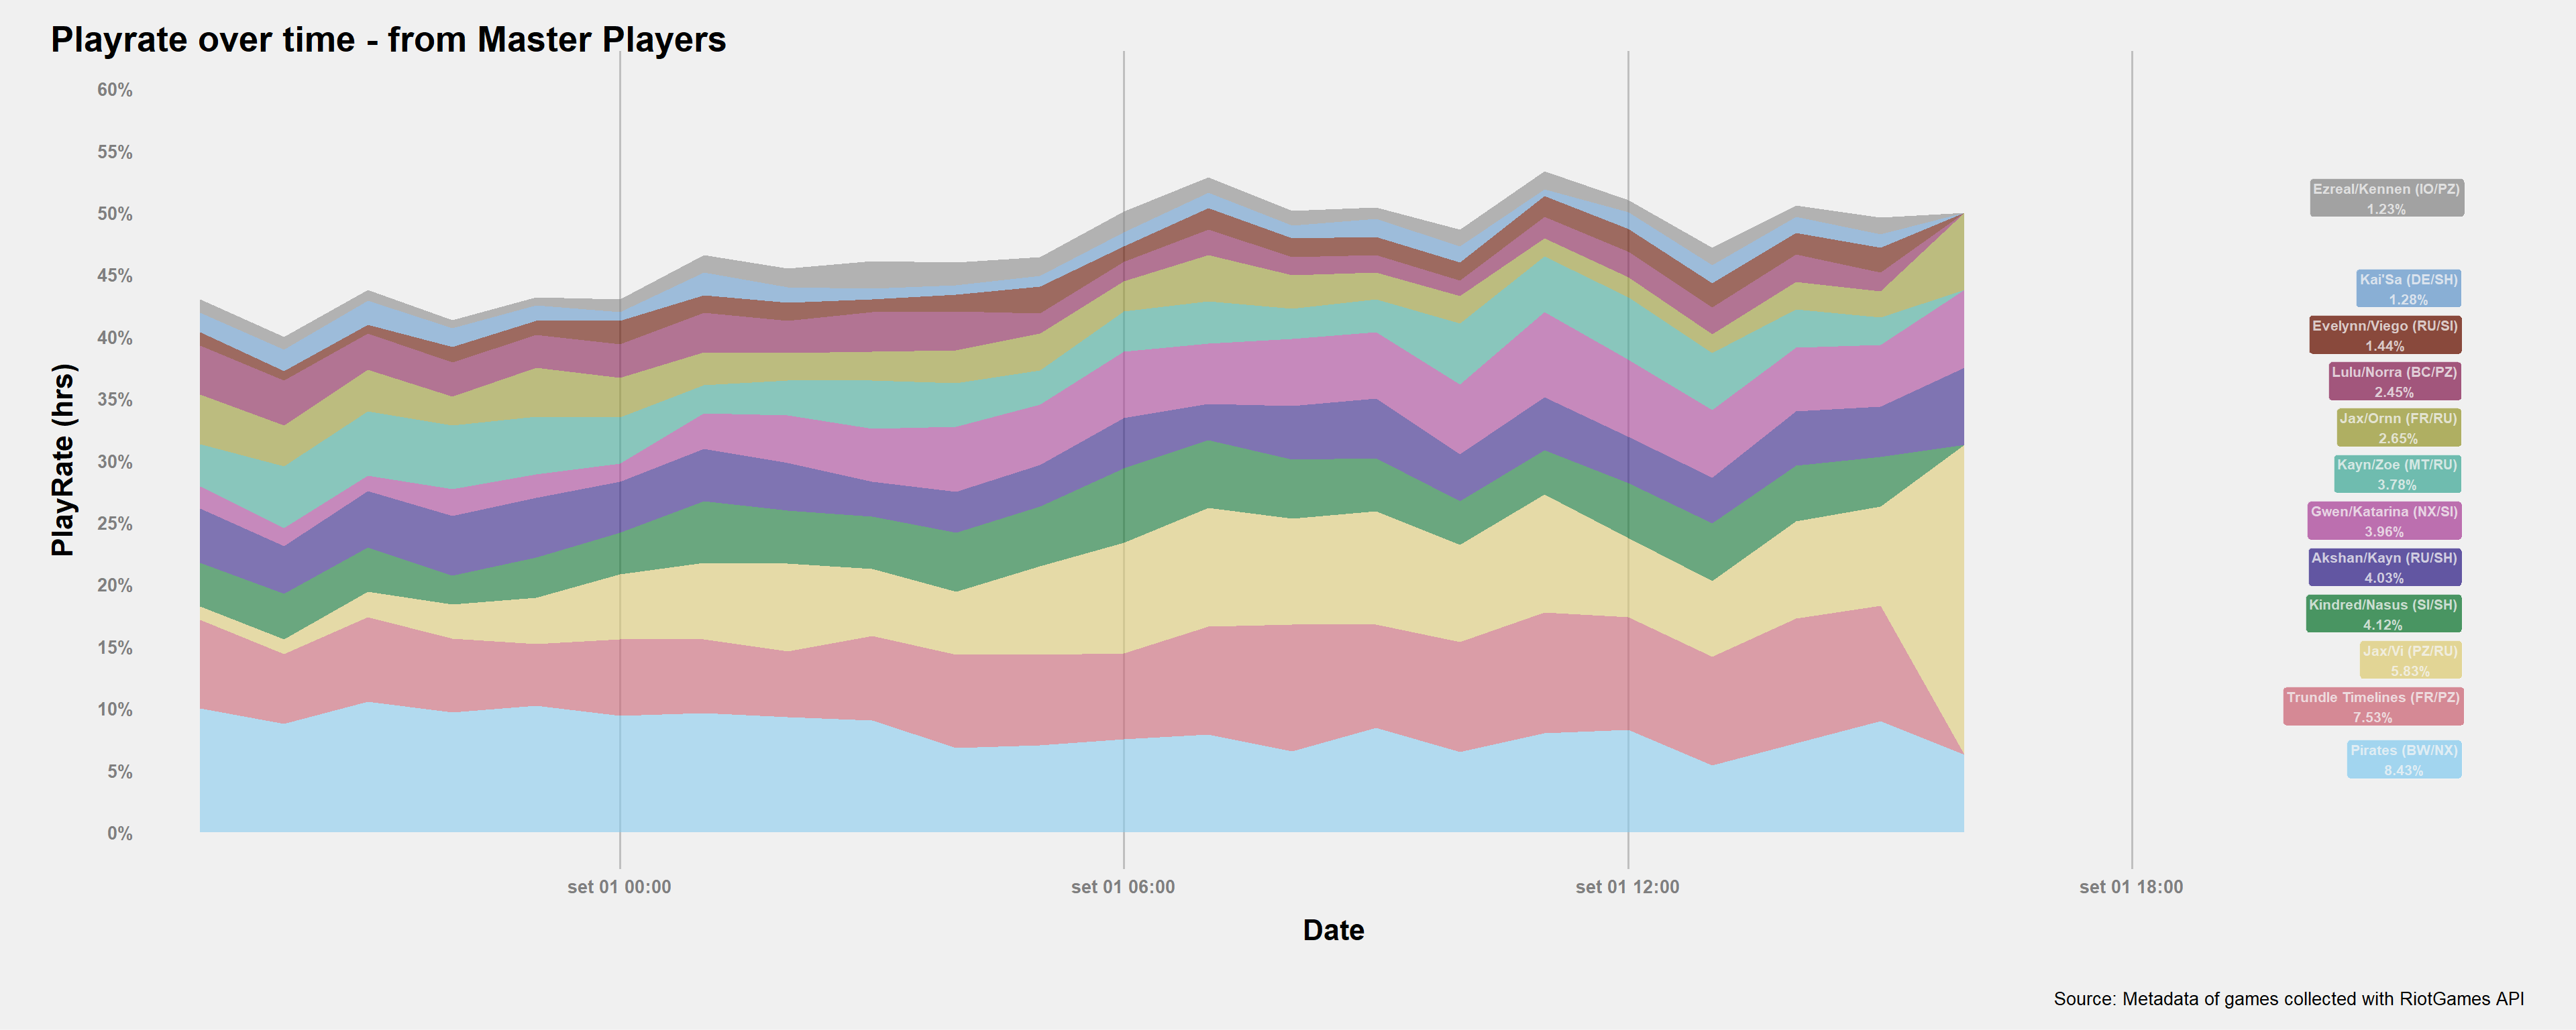 Playrate over time - from Master Players
PlayRate (hrs)
60%
55%
50%
45%
40%
35%
30%
25%
20%
15%
10%
5%
0%
set 01 00:00
set 01 06:00
set 01 12:00
set 01 18:00
Date
Ezreal/Kennen (IO/PZ)
1.23%
Kai'Sa (DE/SH)
1.28%
Evelynn/Viego (RU/SI)
1.44%
Lulu/Norra (BC/PZ)
2.45%
Jax/Ornn (FR/RU)
2.65%
Kayn/Zoe (MT/RU)
3.78%
Gwen/Katarina (NX/SI)
3.96%
Akshan/Kayn (RU/SH)
4.03%
Kindred/Nasus (SI/SH)
4.12%
Jax/Vi (PZ/RU)
5.83%
Trundle Timelines (FR/PZ)
7.53%
Pirates (BW/NX)
8.43%
Source: Metadata of games collected with RiotGames API